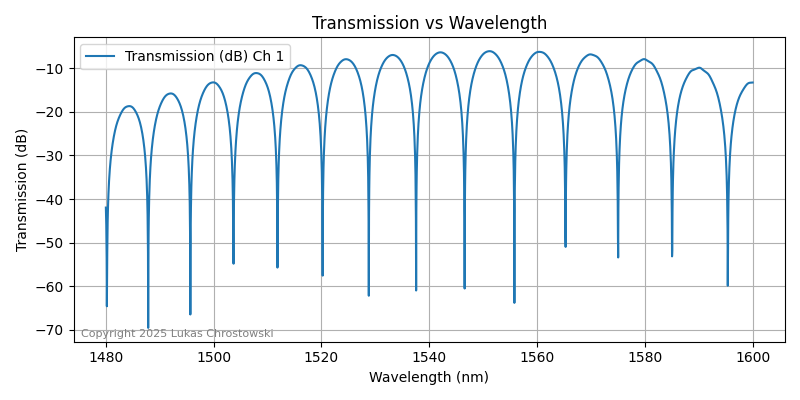 Transmission vs Wavelength
Transmission (dB) Ch 1
Transmission (dB)
−10
−20
−30
−40
−50
−60
−70
Copyright 2025 Lukas Chrostowski
1480 1500 1520 1540 1560 1580 1600
Wavelength (nm)